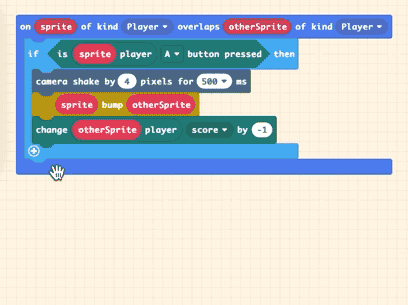 on sprite of kind Player overlaps otherSprite of kind Player
if is sprite player A button pressed then
camera shake by 4 pixels for 500 ms
sprite bump otherSprite
change otherSprite player score by -1